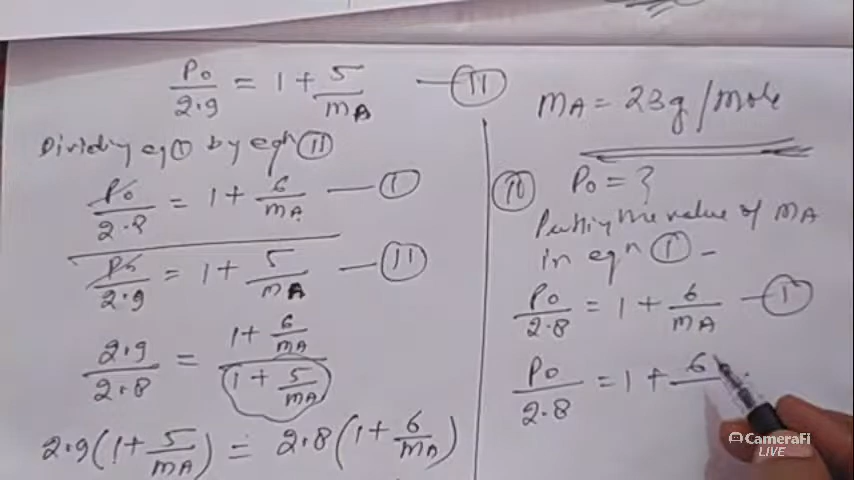 P0/2.9 = 1 + 5/MA — (II)
Dividing eq (I) by eqn (II)
P0/2.8 = 1 + 6/MA — (I)
P0/2.9 = 1 + 5/MA — (II)
2.9/2.8 = (1 + 6/MA)/(1 + 5/MA)
2.9(1 + 5/MA) = 2.8(1 + 6/MA)
MA = 23g/mole
(II) P0 = ?
Putting the value of MA
in eqn (I) -
P0/2.8 = 1 + 6/MA — (I)
P0/2.8 = 1 + 6/
CameraFi
LIVE